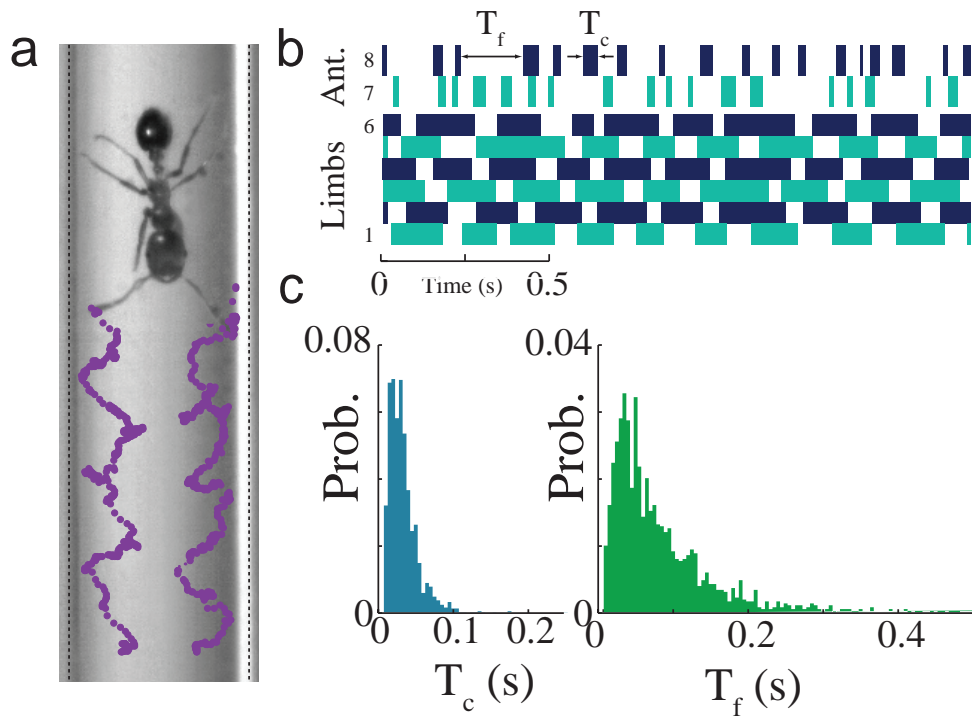 a
b
T_f
T_c
Ant.
8
7
Limbs
6
1
0
Time (s)
0.5
c
0.08
Prob.
0
0
0.1
0.2
T_c (s)
0.04
Prob.
0
0
0.2
0.4
T_f (s)